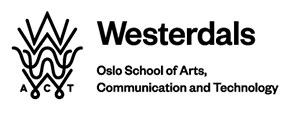 Westerdals
Oslo School of Arts,
Communication and Technology
A C T